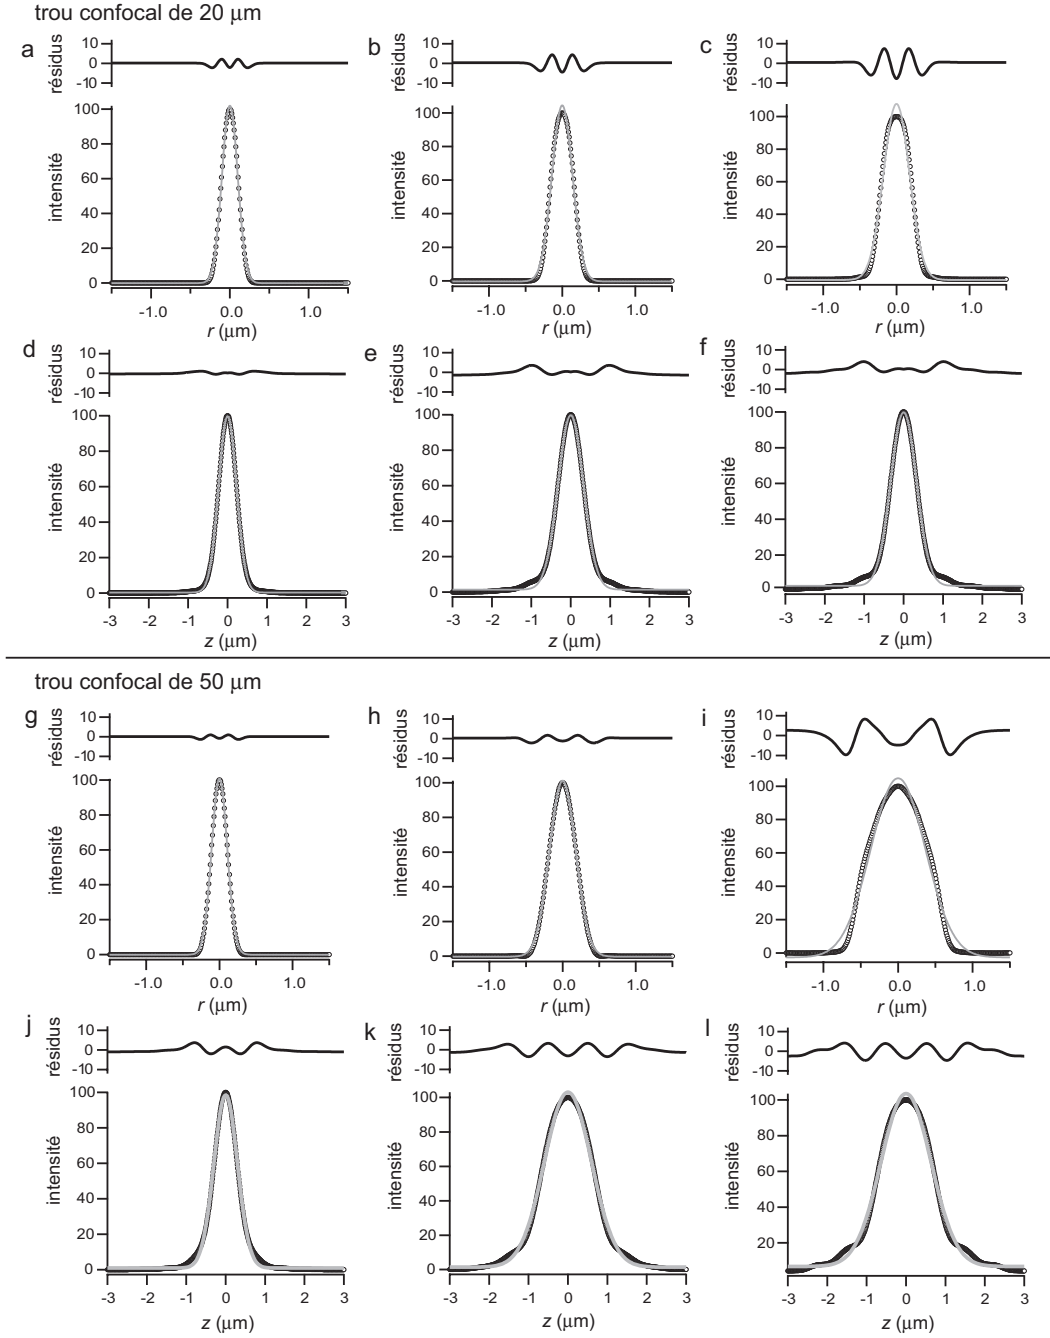 trou confocal de 20 μm
a
résidus
10
0
-10
intensité
100
80
60
40
20
0
-1.0 0.0 1.0
r (μm)
b
résidus
10
0
-10
intensité
100
80
60
40
20
0
-1.0 0.0 1.0
r (μm)
c
résidus
10
0
-10
intensité
100
80
60
40
20
0
-1.0 0.0 1.0
r (μm)
d
résidus
10
0
-10
intensité
100
80
60
40
20
0
-3 -2 -1 0 1 2 3
z (μm)
e
résidus
10
0
-10
intensité
100
80
60
40
20
0
-3 -2 -1 0 1 2 3
z (μm)
f
résidus
10
0
-10
intensité
100
80
60
40
20
0
-3 -2 -1 0 1 2 3
z (μm)
trou confocal de 50 μm
g
résidus
10
0
-10
intensité
100
80
60
40
20
0
-1.0 0.0 1.0
r (μm)
h
résidus
10
0
-10
intensité
100
80
60
40
20
0
-1.0 0.0 1.0
r (μm)
i
résidus
10
0
-10
intensité
100
80
60
40
20
0
-1.0 0.0 1.0
r (μm)
j
résidus
10
0
-10
intensité
100
80
60
40
20
0
-3 -2 -1 0 1 2 3
z (μm)
k
résidus
10
0
-10
intensité
100
80
60
40
20
0
-3 -2 -1 0 1 2 3
z (μm)
l
résidus
10
0
-10
intensité
100
80
60
40
20
-3 -2 -1 0 1 2 3
z (μm)